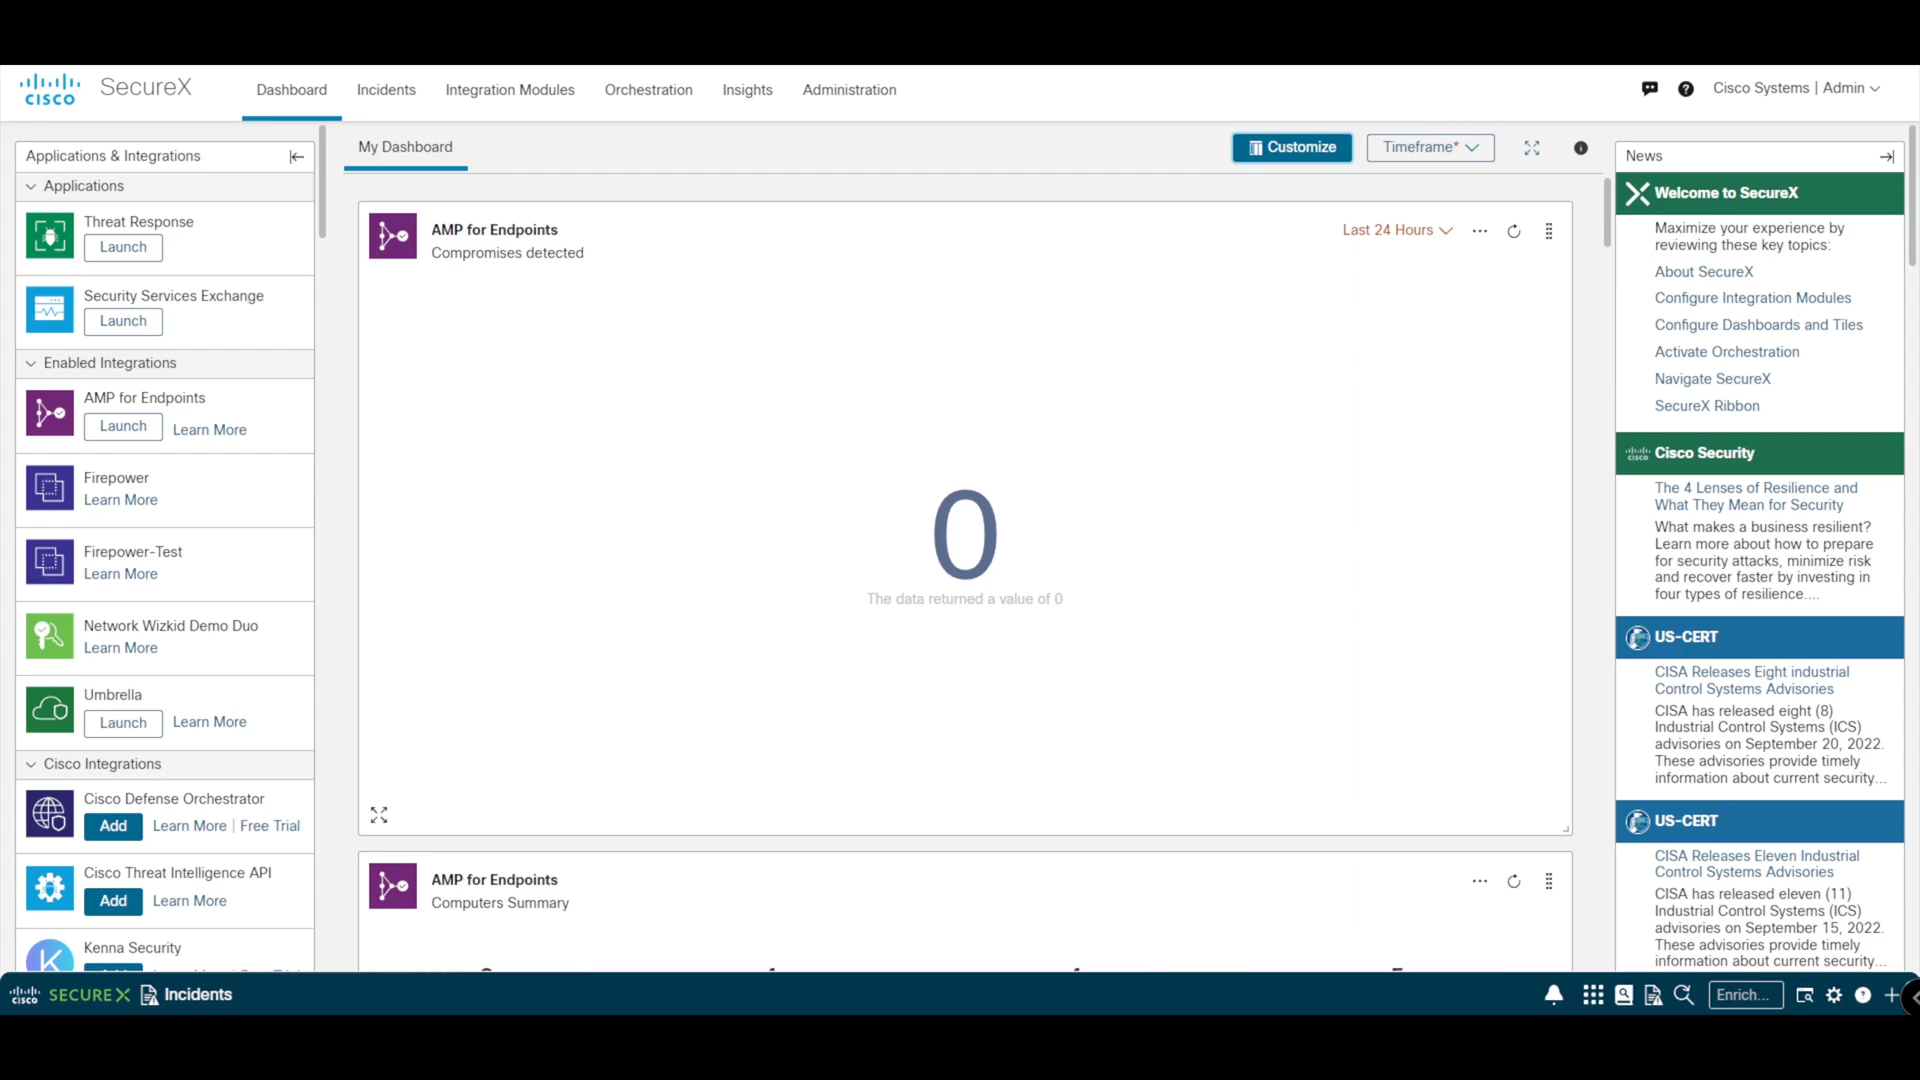 CISCO
SecureX
Dashboard
Incidents
Integration Modules
Orchestration
Insights
Administration
Cisco Systems | Admin
Applications & Integrations
Applications
Threat Response
Launch
Security Services Exchange
Launch
Enabled Integrations
AMP for Endpoints
Launch
Learn More
Firepower
Learn More
Firepower-Test
Learn More
Network Wizkid Demo Duo
Learn More
Umbrella
Launch
Learn More
Cisco Integrations
Cisco Defense Orchestrator
Add
Learn More | Free Trial
Cisco Threat Intelligence API
Add
Learn More
Kenna Security
My Dashboard
Customize
Timeframe*
AMP for Endpoints
Compromises detected
Last 24 Hours
0
The data returned a value of 0
AMP for Endpoints
Computers Summary
News
Welcome to SecureX
Maximize your experience by
reviewing these key topics:
About SecureX
Configure Integration Modules
Configure Dashboards and Tiles
Activate Orchestration
Navigate SecureX
SecureX Ribbon
CISCO
Cisco Security
The 4 Lenses of Resilience and
What They Mean for Security
What makes a business resilient?
Learn more about how to prepare
for security attacks, minimize risk
and recover faster by investing in
four types of resilience....
US-CERT
CISA Releases Eight industrial
Control Systems Advisories
CISA has released eight (8)
Industrial Control Systems (ICS)
advisories on September 20, 2022.
These advisories provide timely
information about current security...
US-CERT
CISA Releases Eleven Industrial
Control Systems Advisories
CISA has released eleven (11)
Industrial Control Systems (ICS)
advisories on September 15, 2022.
These advisories provide timely
information about current security...
CISCO
SECUREX
Incidents
Enrich...